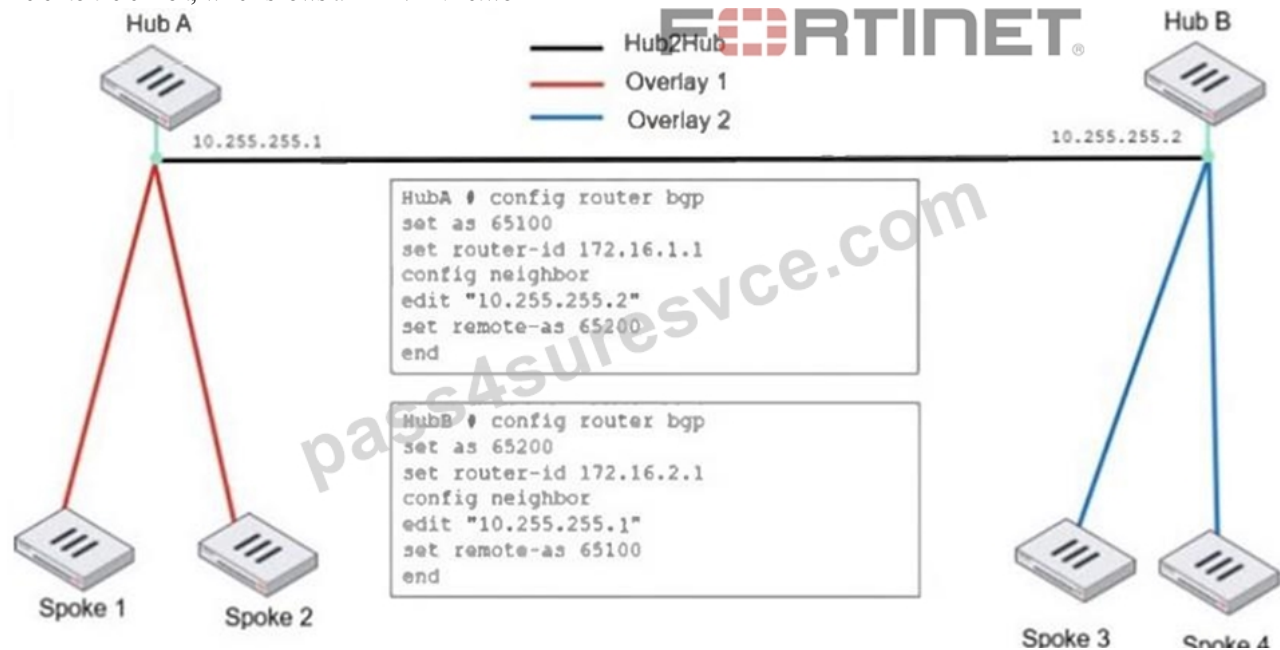 Hub A
FORTINET®
Hub B
Hub2Hub
Overlay 1
Overlay 2
10.255.255.1
10.255.255.2
HubA # config router bgp
set as 65100
set router-id 172.16.1.1
config neighbor
edit "10.255.255.2"
set remote-as 65200
end
pass4suresvce.com
HubB # config router bgp
set as 65200
set router-id 172.16.2.1
config neighbor
edit "10.255.255.1"
set remote-as 65100
end
Spoke 1
Spoke 2
Spoke 3
Spoke 4